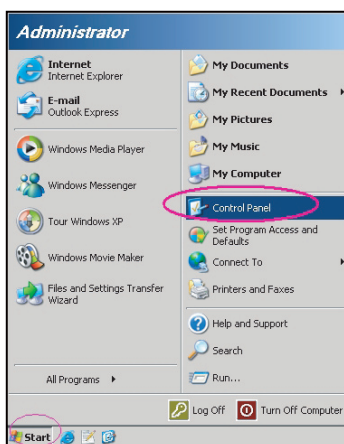 Administrator
Internet
Internet Explorer
E-mail
Outlook Express
Windows Media Player
Windows Messenger
Tour Windows XP
Windows Movie Maker
Files and Settings Transfer
Wizard
All Programs
My Documents
My Recent Documents
My Pictures
My Music
My Computer
Control Panel
Set Program Access and
Defaults
Connect To
Printers and Faxes
Help and Support
Search
Run...
Log Off
Turn Off Computer
Start